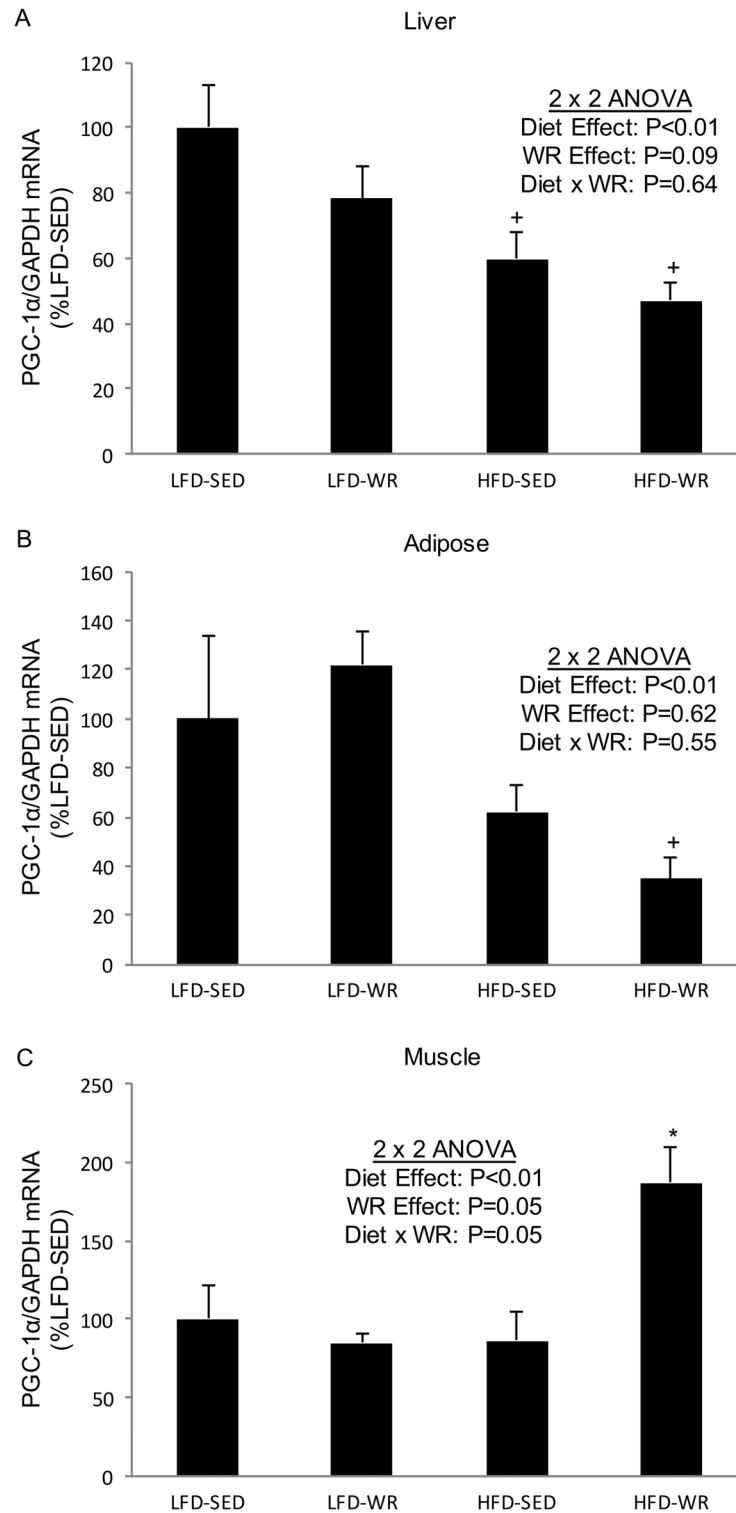 A
Liver
PGC-1α/GAPDH mRNA
(%LFD-SED)
120
100
80
60
40
20
0
2 x 2 ANOVA
Diet Effect: P<0.01
WR Effect: P=0.09
Diet x WR: P=0.64
+
+
LFD-SED
LFD-WR
HFD-SED
HFD-WR
B
Adipose
PGC-1α/GAPDH mRNA
(%LFD-SED)
160
140
120
100
80
60
40
20
0
2 x 2 ANOVA
Diet Effect: P<0.01
WR Effect: P=0.62
Diet x WR: P=0.55
+
LFD-SED
LFD-WR
HFD-SED
HFD-WR
C
Muscle
PGC-1α/GAPDH mRNA
(%LFD-SED)
250
200
150
100
50
0
2 x 2 ANOVA
Diet Effect: P<0.01
WR Effect: P=0.05
Diet x WR: P=0.05
*
LFD-SED
LFD-WR
HFD-SED
HFD-WR